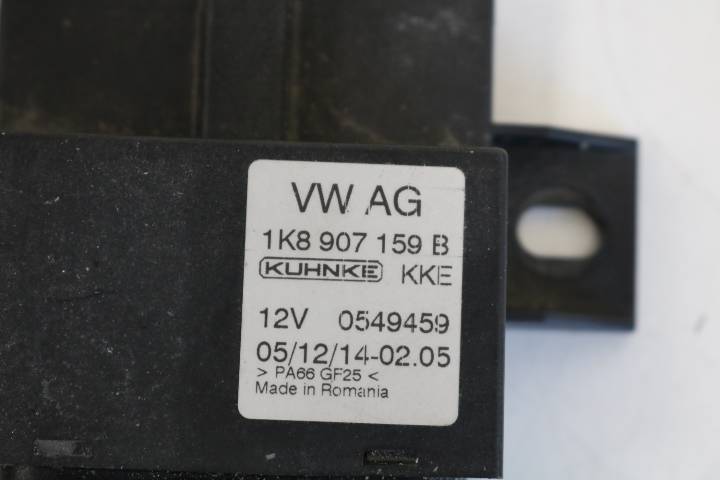 VW AG
1K8 907 159 B
KUHNKE KKE
12V 0549459
05/12/14-02.05
> PA66 GF25 <
Made in Romania